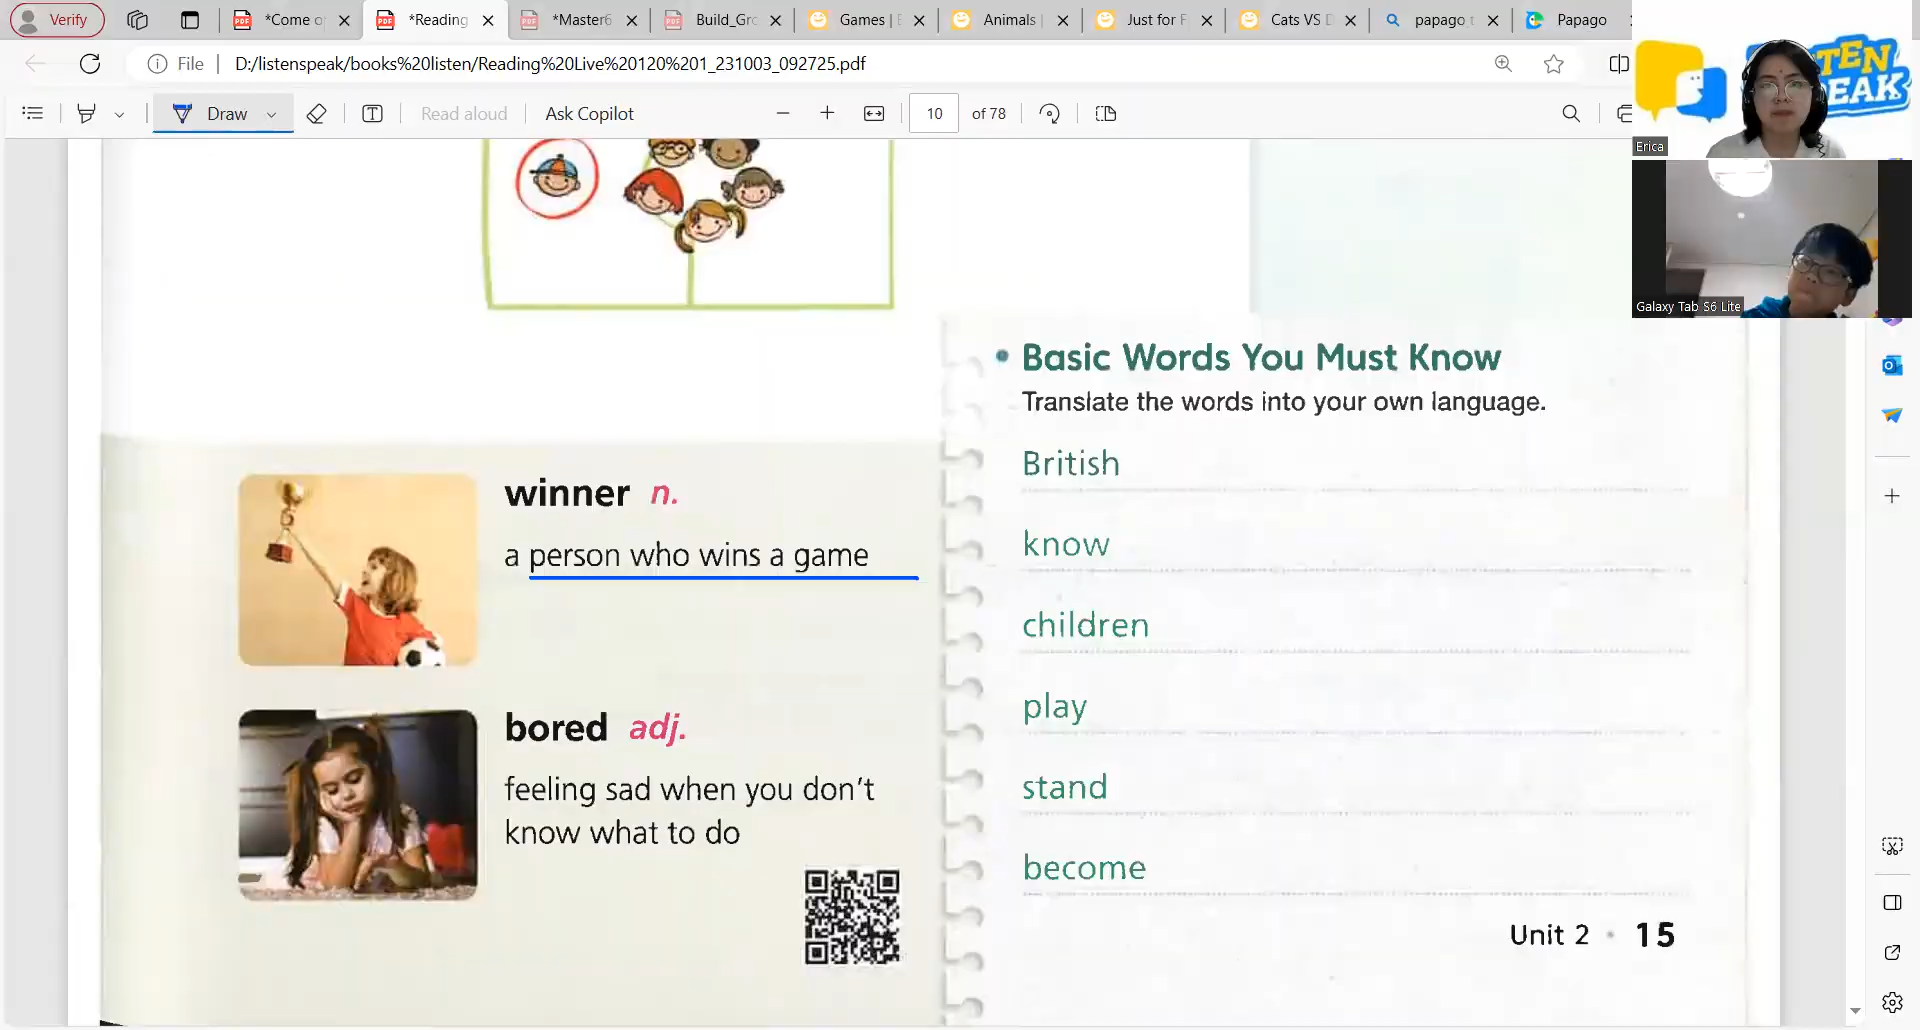 Verify
*Come o
*Reading
*Master6
Build_Gro
Games | E
Animals |
Just for F
Cats VS D
papago t
Papago
File
D:/listenspeak/books%20listen/Reading%20Live%20120%201_231003_092725.pdf
Draw
Read aloud
Ask Copilot
10 of 78
Erica
Galaxy Tab S6 Lite
winner n.
a person who wins a game
bored adj.
feeling sad when you don't
know what to do
Basic Words You Must Know
Translate the words into your own language.
British
know
children
play
stand
become
Unit 2 • 15